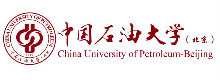 中国石油大学(北京)
China University of Petroleum-Beijing